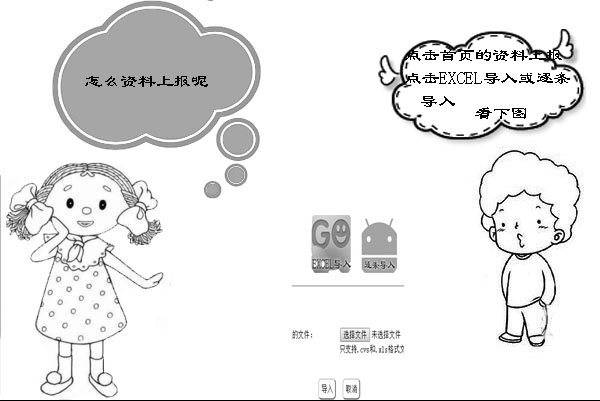 怎么资料上报呢
点击首页的资料上报
点击EXCEL导入或逐条
导入
看下图
GO
EXCEL导入
逐条导入
的文件:
选择文件 未选择文件
只支持.cvs和.xls格式文
导入
取消